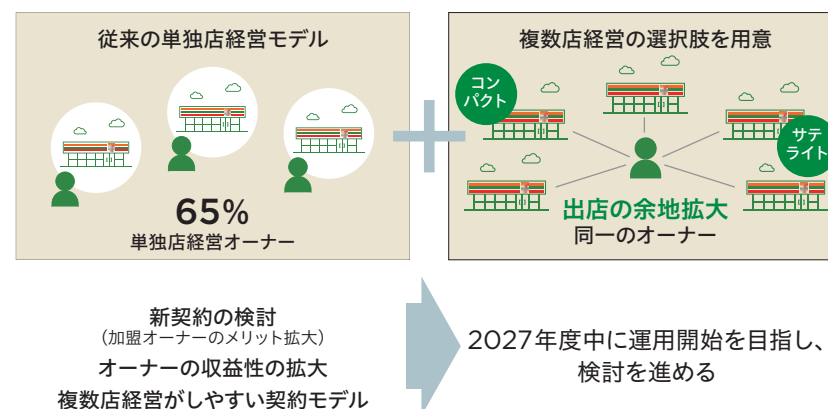 従来の単独店経営モデル
65%
単独店経営オーナー
複数店経営の選択肢を用意
コン
パクト
サテ
ライト
出店の余地拡大
同一のオーナー
新契約の検討
(加盟オーナーのメリット拡大)
オーナーの収益性の拡大
複数店経営がしやすい契約モデル
2027年度中に運用開始を目指し、
検討を進める